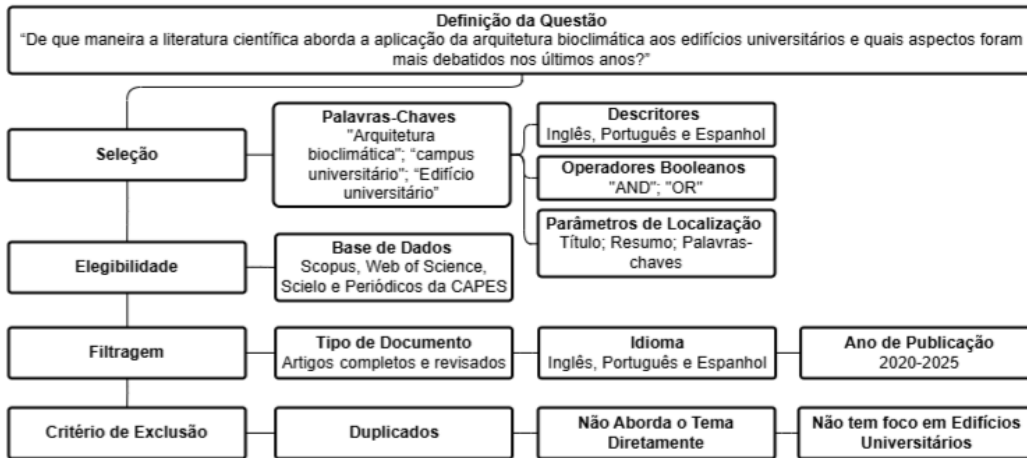 Definição da Questão
“De que maneira a literatura científica aborda a aplicação da arquitetura bioclimática aos edifícios universitários e quais aspectos foram
mais debatidos nos últimos anos?”
Seleção
Palavras-Chaves
"Arquitetura
bioclimática"; “campus
universitário”; “Edifício
universitário”
Descritores
Inglês, Português e Espanhol
Operadores Booleanos
"AND"; "OR"
Parâmetros de Localização
Título; Resumo; Palavras-
chaves
Elegibilidade
Base de Dados
Scopus, Web of Science,
Scielo e Periódicos da CAPES
Filtragem
Tipo de Documento
Artigos completos e revisados
Idioma
Inglês, Português e Espanhol
Ano de Publicação
2020-2025
Critério de Exclusão
Duplicados
Não Aborda o Tema
Diretamente
Não tem foco em Edifícios
Universitários